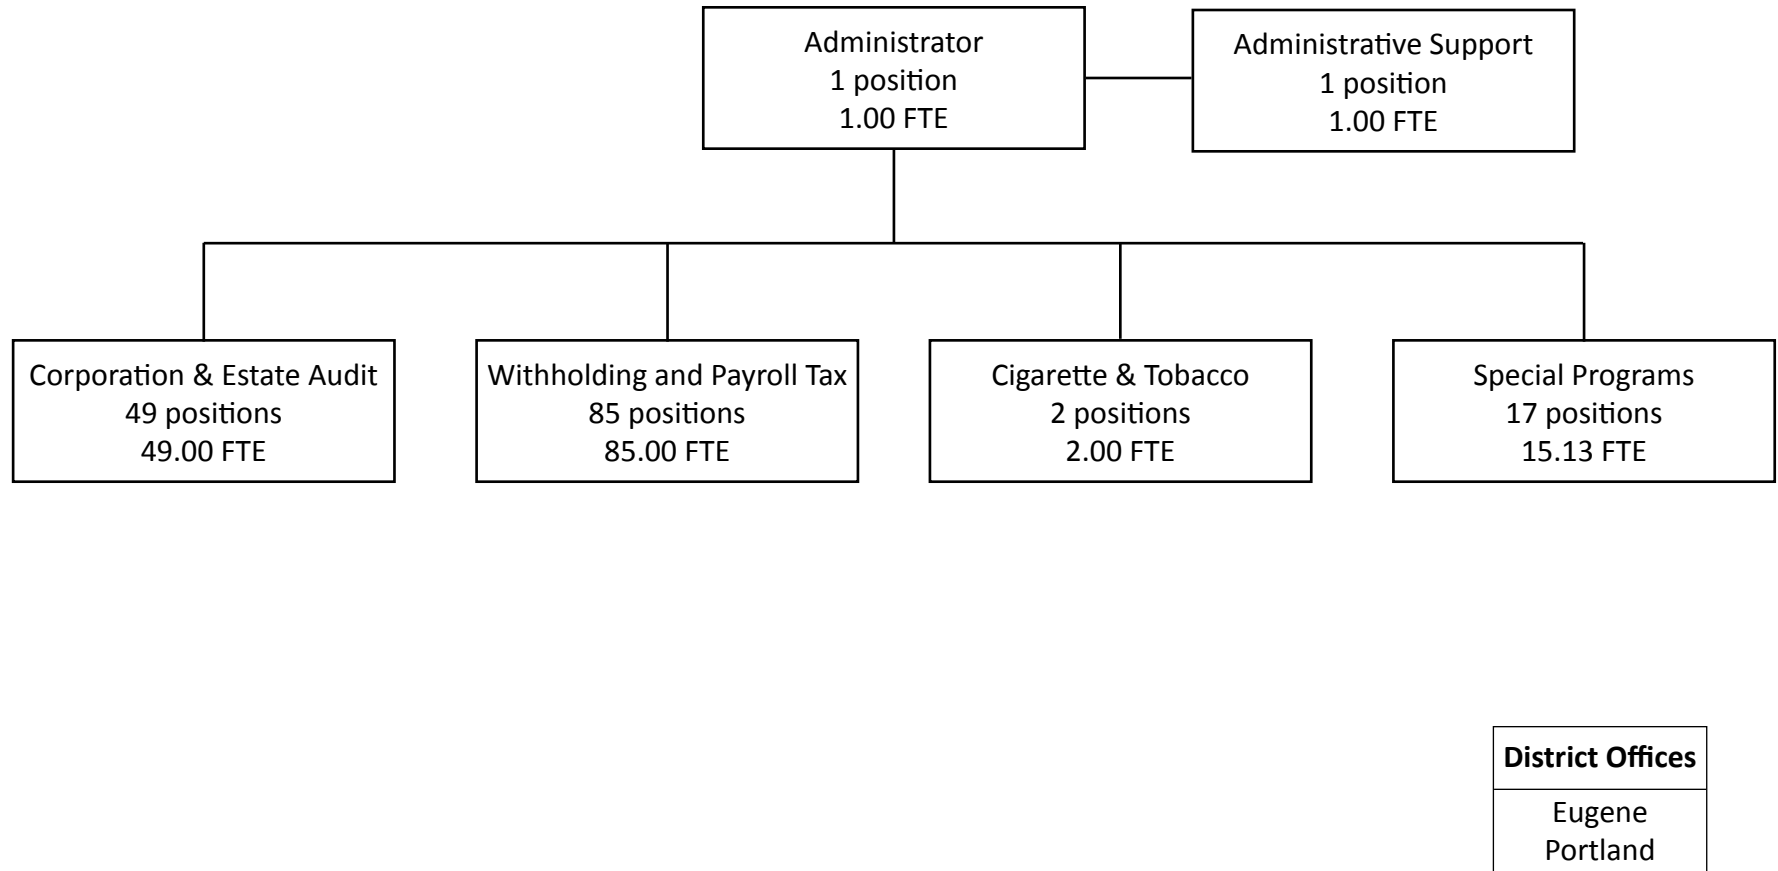 Administrator
1 position
1.00 FTE
Administrative Support
1 position
1.00 FTE
Corporation & Estate Audit
49 positions
49.00 FTE
Withholding and Payroll Tax
85 positions
85.00 FTE
Cigarette & Tobacco
2 positions
2.00 FTE
Special Programs
17 positions
15.13 FTE
District Offices
Eugene
Portland